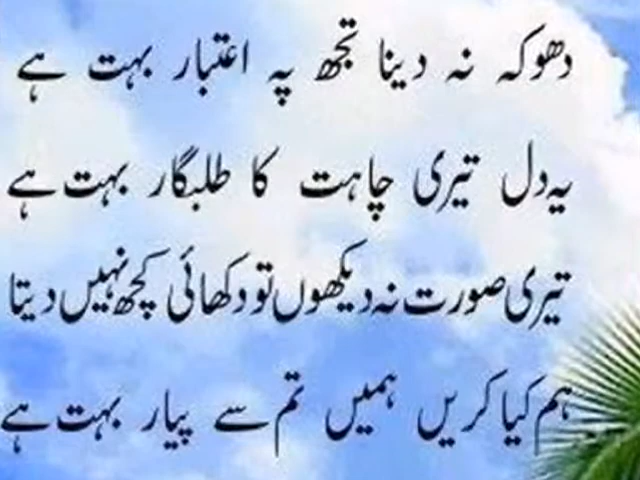 دھوکہ نہ دینا تجھ پہ اعتبار بہت ہے
یہ دل تیری چاہت کا طلبگار بہت ہے
تیری صورت نہ دیکھوں تو دکھائی کچھ نہیں دیتا
ہم کیا کریں ہمیں تم سے پیار بہت ہے